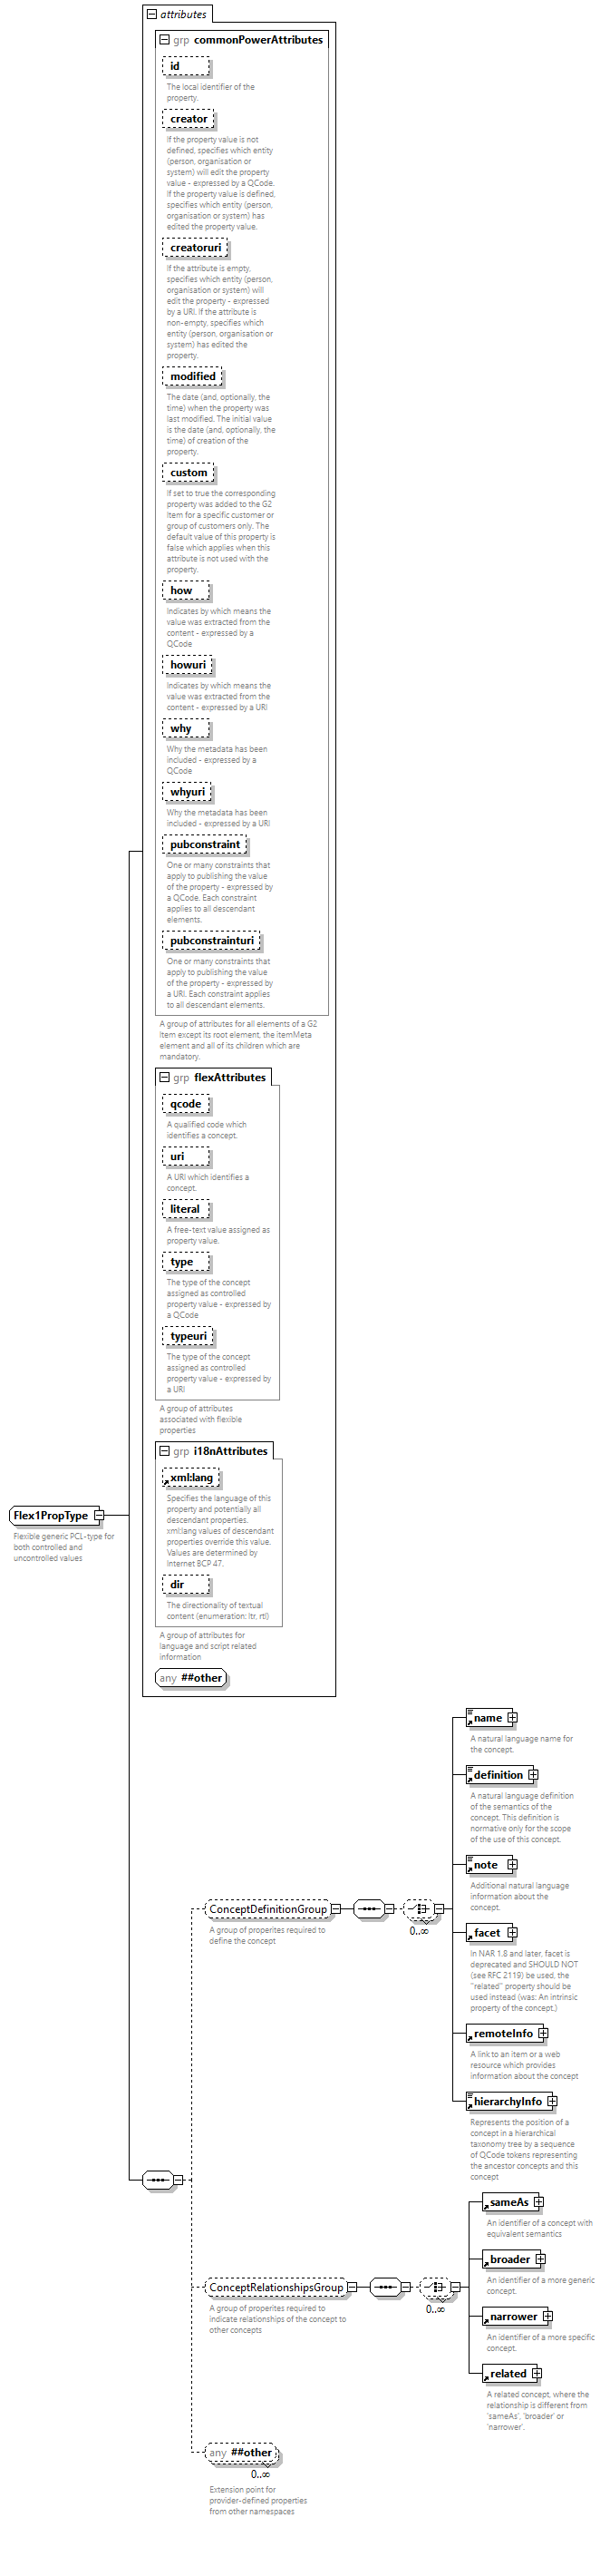 attributes
grp commonPowerAttributes
id
The local identifier of the
property.
creator
If the property value is not
defined, specifies which entity
(person, organisation or
system) will edit the property
value - expressed by a QCode.
If the property value is defined,
specifies which entity (person,
organisation or system) has
edited the property value.
creatoruri
If the attribute is empty,
specifies which entity (person,
organisation or system) will
edit the property - expressed
by a URI. If the attribute is
non-empty, specifies which
entity (person, organisation or
system) has edited the
property.
modified
The date (and, optionally, the
time) when the property was
last modified. The initial value
is the date (and, optionally, the
time) of creation of the
property.
custom
If set to true the corresponding
property was added to the G2
Item for a specific customer or
group of customers only. The
default value of this property is
false which applies when this
attribute is not used with the
property.
how
Indicates by which means the
value was extracted from the
content - expressed by a
QCode
howuri
Indicates by which means the
value was extracted from the
content - expressed by a URI
why
Why the metadata has been
included - expressed by a
QCode
whyuri
Why the metadata has been
included - expressed by a URI
pubconstraint
One or many constraints that
apply to publishing the value
of the property - expressed by
a QCode. Each constraint
applies to all descendant
elements.
pubconstrainturi
One or many constraints that
apply to publishing the value
of the property - expressed by
a URI. Each constraint applies
to all descendant elements.
A group of attributes for all elements of a G2
Item except its root element, the itemMeta
element and all of its children which are
mandatory.
grp flexAttributes
qcode
A qualified code which
identifies a concept.
uri
A URI which identifies a
concept.
literal
A free-text value assigned as
property value.
type
The type of the concept
assigned as controlled
property value - expressed by
a QCode
typeuri
The type of the concept
assigned as controlled
property value - expressed by
a URI
A group of attributes
associated with flexible
properties
grp i18nAttributes
xml:lang
Specifies the language of this
property and potentially all
descendant properties.
xml:lang values of descendant
properties override this value.
Values are determined by
Internet BCP 47.
dir
The directionality of textual
content (enumeration: ltr, rtl)
A group of attributes for
language and script related
information
any ##other
Flex1PropType
Flexible generic PCL-type for
both controlled and
uncontrolled values
name
A natural language name for
the concept.
definition
A natural language definition
of the semantics of the
concept. This definition is
normative only for the scope
of the use of this concept.
note
Additional natural language
information about the
concept.
facet
In NAR 1.8 and later, facet is
deprecated and SHOULD NOT
(see RFC 2119) be used, the
"related" property should be
used instead (was: An intrinsic
property of the concept.)
remoteInfo
A link to an item or a web
resource which provides
information about the concept
hierarchyInfo
Represents the position of a
concept in a hierarchical
taxonomy tree by a sequence
of QCode tokens representing
the ancestor concepts and this
concept
ConceptDefinitionGroup
0..∞
A group of properites required to
define the concept
sameAs
An identifier of a concept with
equivalent semantics
broader
An identifier of a more generic
concept.
narrower
An identifier of a more specific
concept.
related
A related concept, where the
relationship is different from
'sameAs', 'broader' or
'narrower'.
ConceptRelationshipsGroup
0..∞
A group of properites required to
indicate relationships of the concept to
other concepts
any ##other
0..∞
Extension point for
provider-defined properties
from other namespaces